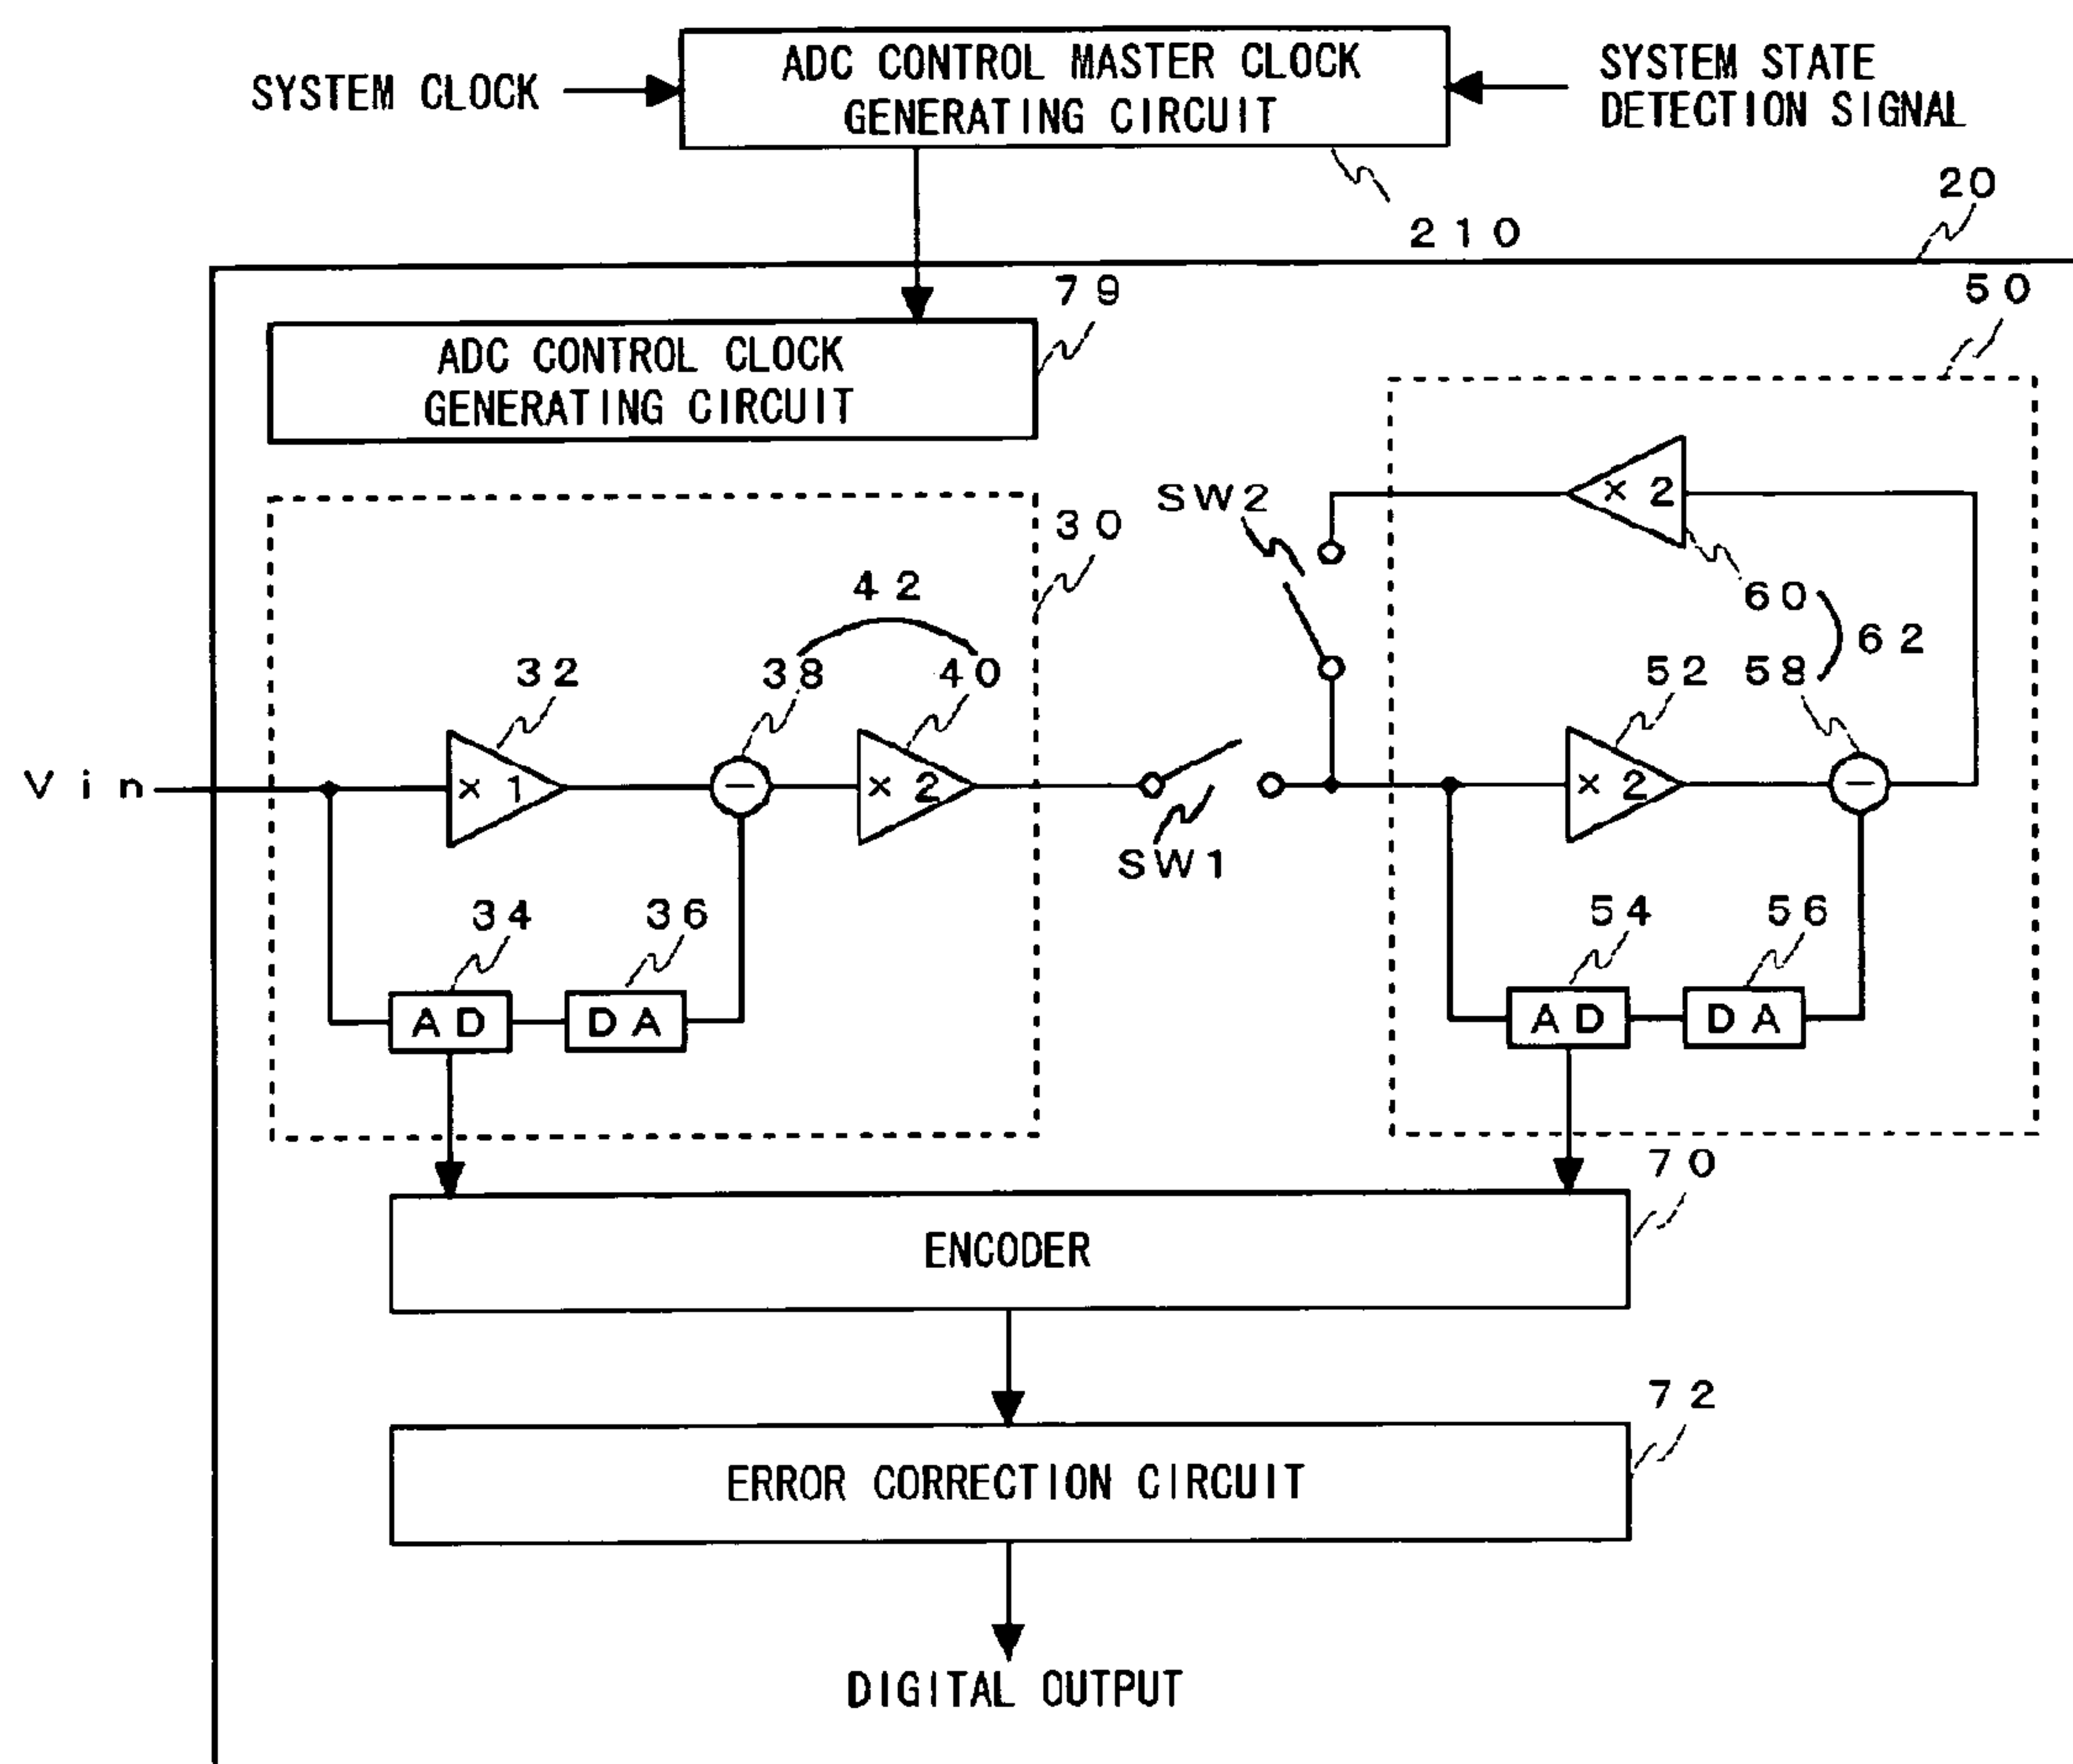 ADC CONTROL MASTER CLOCK
GENERATING CIRCUIT
SYSTEM CLOCK
SYSTEM STATE
DETECTION SIGNAL
210
20
79
50
ADC CONTROL CLOCK
GENERATING CIRCUIT
30
SW2
× 2
42
60
62
32
38
40
52
58
Vin
× 1
−
× 2
× 2
−
SW1
34
36
54
56
AD
DA
AD
DA
70
ENCODER
72
ERROR CORRECTION CIRCUIT
DIGITAL OUTPUT